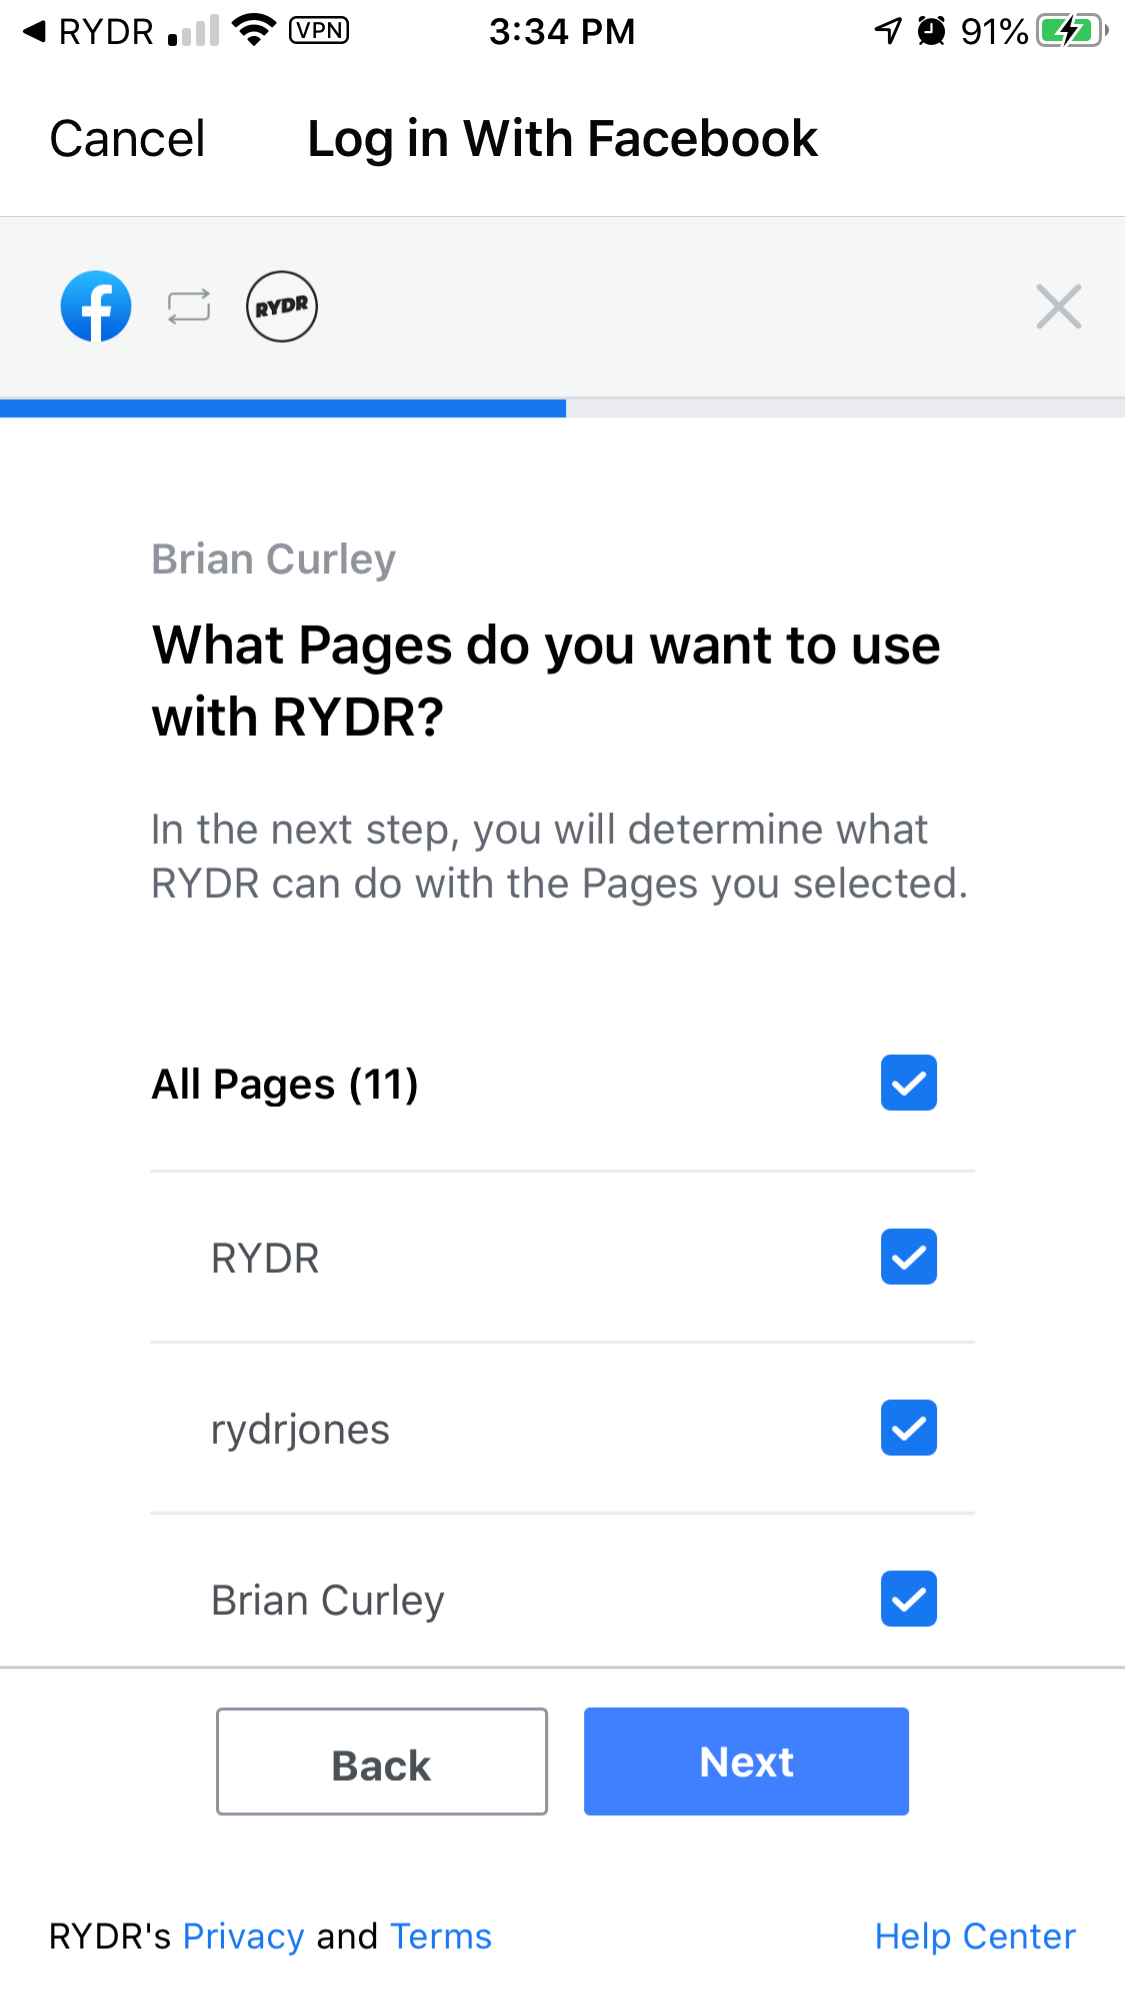 RYDR VPN 3:34 PM 91%
Cancel Log in With Facebook
RYDR
Brian Curley
What Pages do you want to use
with RYDR?
In the next step, you will determine what
RYDR can do with the Pages you selected.
All Pages (11)
RYDR
rydrjones
Brian Curley
Back Next
RYDR's Privacy and Terms Help Center